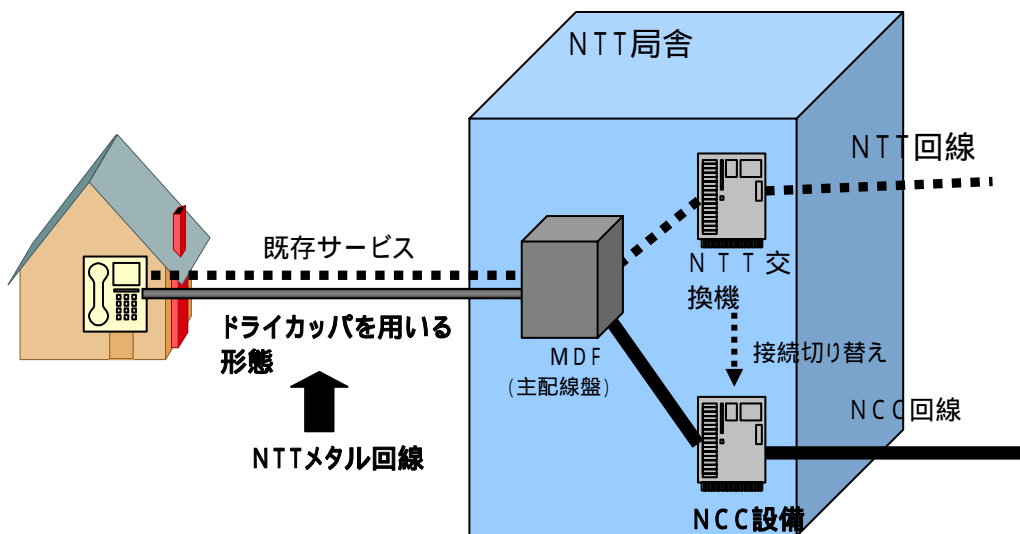 NTT局舎
NTT回線
既存サービス
NTT交
換機
ドライカッパを用いる
形態
MDF
(主配線盤)
接続切り替え
NCC回線
NTTメタル回線
NCC設備